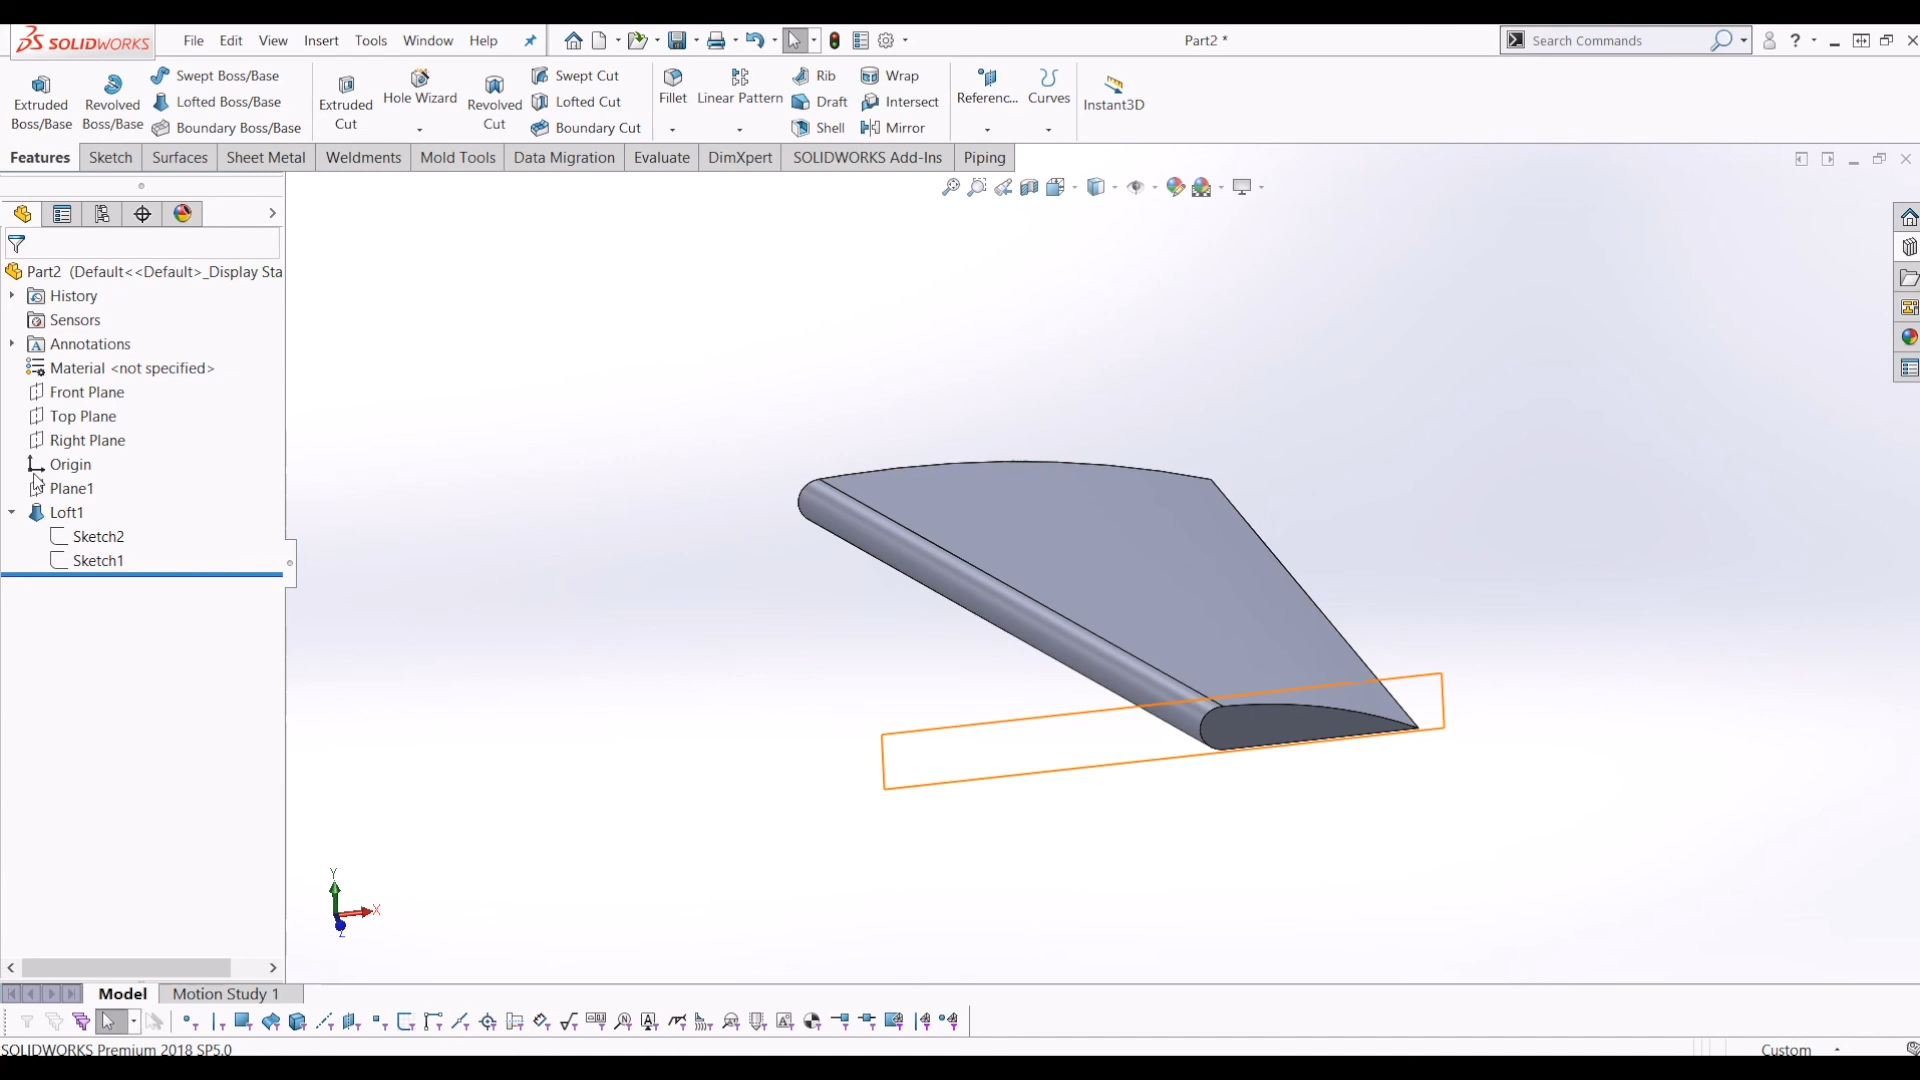 SOLIDWORKS File Edit View Insert Tools Window Help Part2 * Search Commands ?
Extruded Boss/Base
Revolved Boss/Base
Swept Boss/Base
Lofted Boss/Base
Boundary Boss/Base
Extruded Cut
Hole Wizard
Revolved Cut
Swept Cut
Lofted Cut
Boundary Cut
Fillet
Linear Pattern
Rib
Draft
Shell
Wrap
Intersect
Mirror
Referenc...
Curves
Instant3D
Features Sketch Surfaces Sheet Metal Weldments Mold Tools Data Migration Evaluate DimXpert SOLIDWORKS Add-Ins Piping
Part2 (Default<<Default>_Display Sta
History
Sensors
Annotations
Material <not specified>
Front Plane
Top Plane
Right Plane
Origin
Plane1
Loft1
Sketch2
Sketch1
Y
X
Z
Model Motion Study 1
SOLIDWORKS Premium 2018 SP5.0 Custom